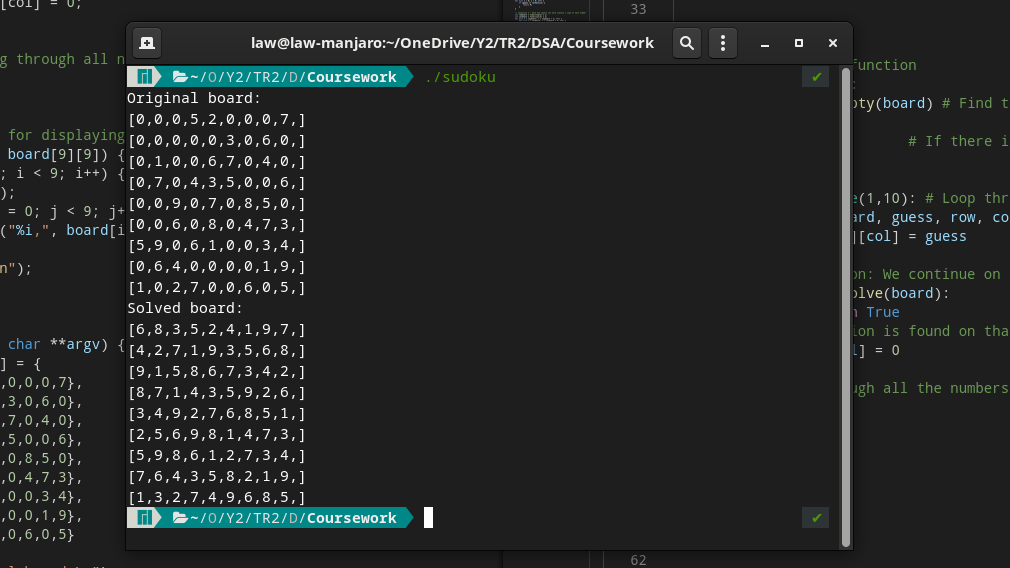 [col] = 0;
33
law@law-manjaro:~/OneDrive/Y2/TR2/DSA/Coursework
g through all n
function
~/O/Y2/TR2/D/Coursework ./sudoku ✔
Original board:
(board) # Find t
[0,0,0,5,2,0,0,0,7,]
for displaying
[0,0,0,0,0,3,0,6,0,]
# If there i
board[9][9]) {
[0,1,0,0,6,7,0,4,0,]
; i < 9; i++) {
[0,7,0,4,3,5,0,0,6,]
);
(1,10): # Loop thr
[0,0,9,0,7,0,8,5,0,]
= 0; j < 9; j+
guess, row, co
[0,0,6,0,8,0,4,7,3,]
("%i,", board[i
[col] = guess
[5,9,0,6,1,0,0,3,4,]
[0,6,4,0,0,0,0,1,9,]
n");
on: We continue on
[1,0,2,7,0,0,6,0,5,]
(board):
Solved board:
True
[6,8,3,5,2,4,1,9,7,]
ion is found on tha
char **argv) {
[4,2,7,1,9,3,5,6,8,]
] = 0
] = {
[9,1,5,8,6,7,3,4,2,]
,0,0,0,7},
all the numbers
[8,7,1,4,3,5,9,2,6,]
,3,0,6,0},
[3,4,9,2,7,6,8,5,1,]
,7,0,4,0},
[2,5,6,9,8,1,4,7,3,]
,5,0,0,6},
[5,9,8,6,1,2,7,3,4,]
,0,8,5,0},
[7,6,4,3,5,8,2,1,9,]
,0,4,7,3},
[1,3,2,7,4,9,6,8,5,]
,0,0,3,4},
~/O/Y2/TR2/D/Coursework ✔
,0,0,1,9},
,0,6,0,5}
62